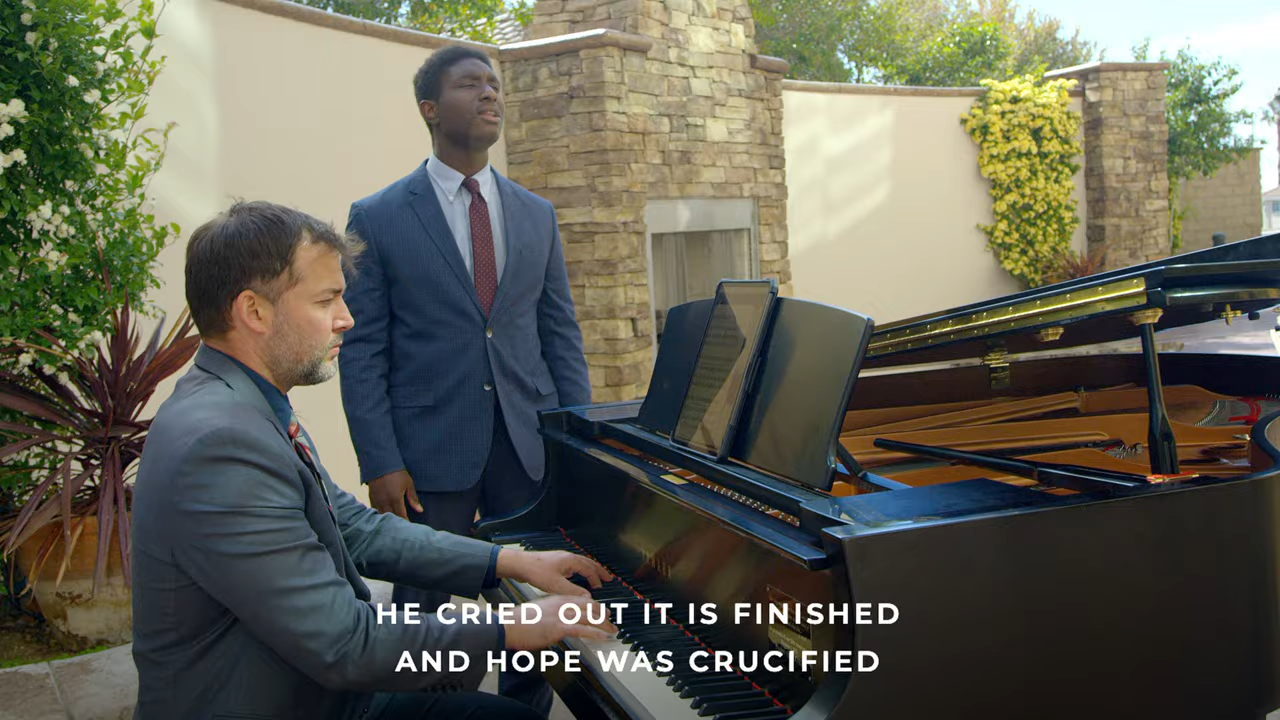 HE CRIED OUT IT IS FINISHED
AND HOPE WAS CRUCIFIED